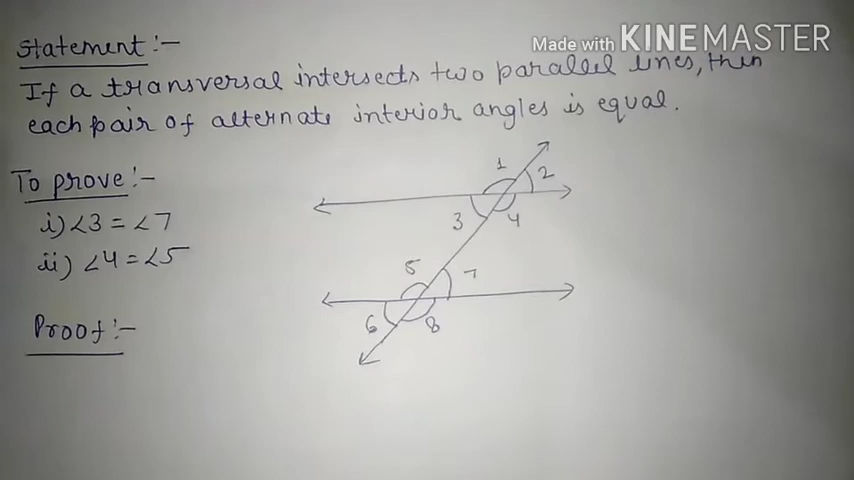 Made with KINEMASTER
Statement :-
If a transversal intersects two parallel lines, then
each pair of alternate interior angles is equal.
To prove :-
i) ∠3 = ∠7
ii) ∠4 = ∠5
Proof :-
1
2
3
4
5
7
6
8